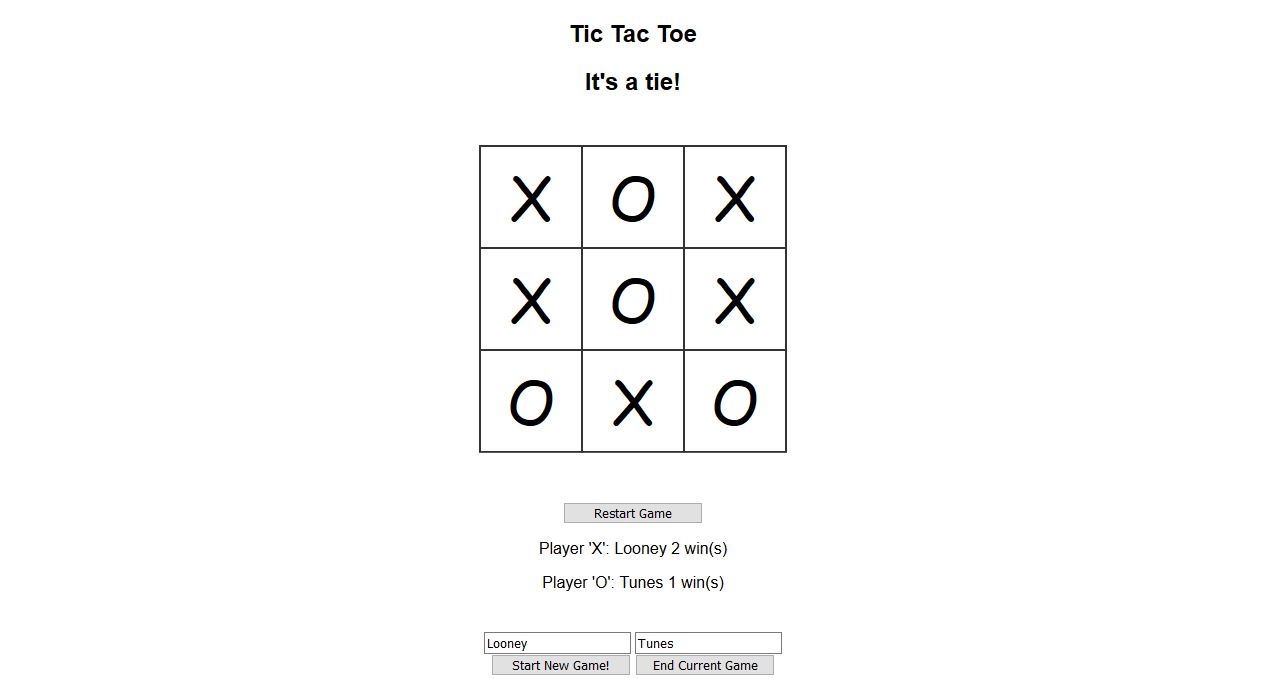 Tic Tac Toe
It's a tie!
X O X
X O X
O X O
Restart Game
Player 'X': Looney 2 win(s)
Player 'O': Tunes 1 win(s)
Looney Tunes
Start New Game! End Current Game